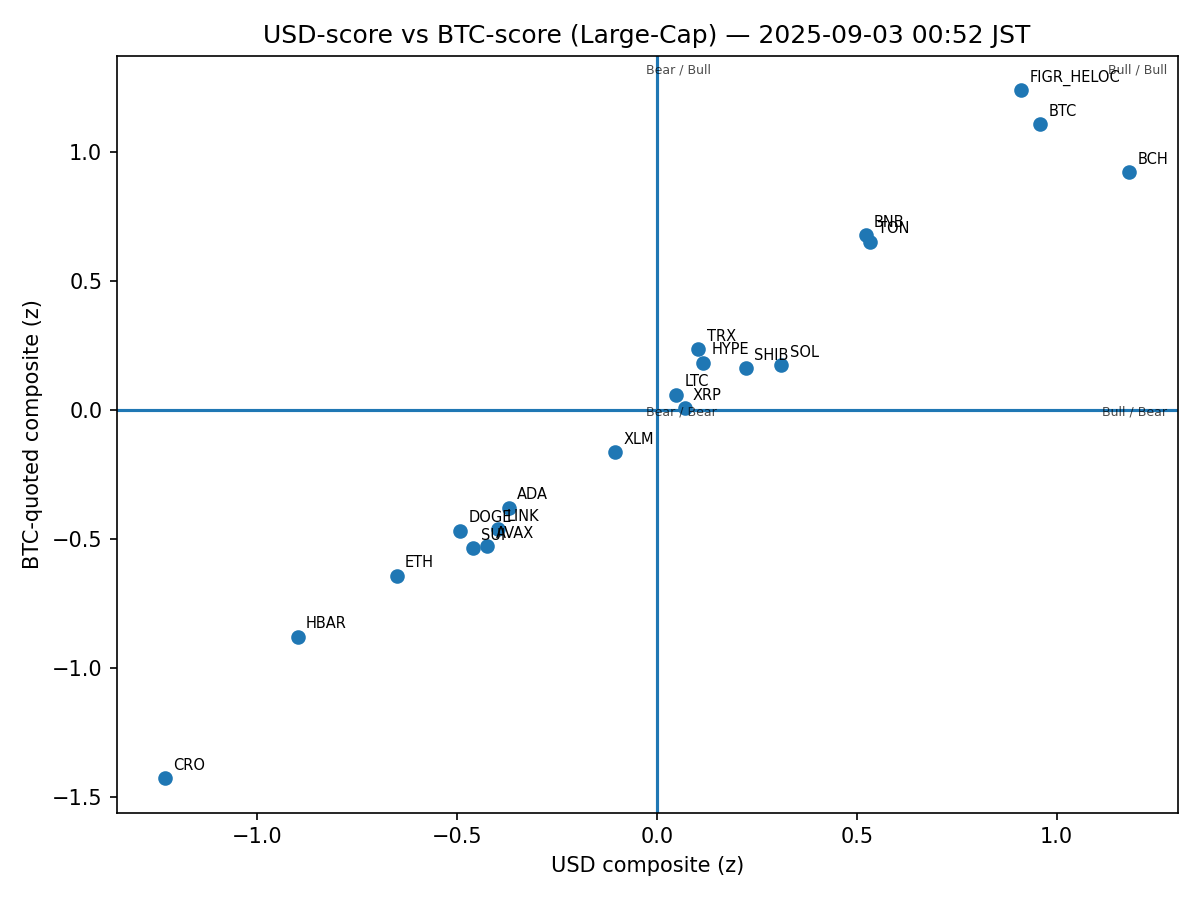 USD-score vs BTC-score (Large-Cap) — 2025-09-03 00:52 JST
Bear / Bull
Bull / Bull
FIGR_HELOC
BTC
BCH
BNB
TON
TRX
HYPE
SHIB
SOL
LTC
XRP
Bear / Bear
Bull / Bear
XLM
ADA
DOGE
LINK
SUI
AVAX
ETH
HBAR
CRO
1.0
0.5
0.0
−0.5
−1.0
−1.5
BTC-quoted composite (z)
−1.0
−0.5
0.0
0.5
1.0
USD composite (z)